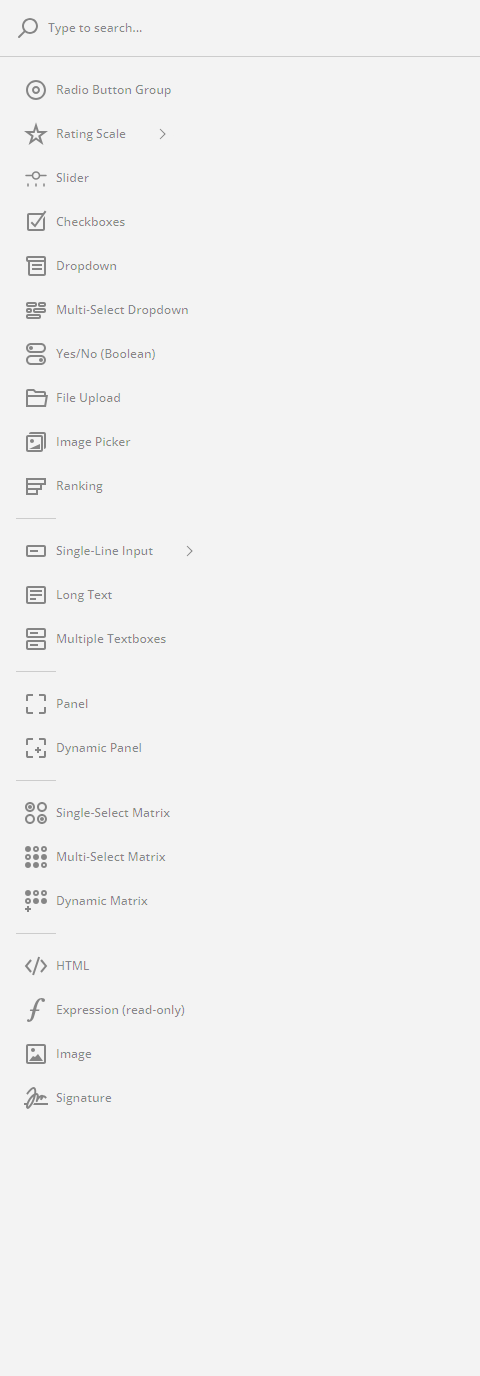 Type to search...
Radio Button Group
Rating Scale
Slider
Checkboxes
Dropdown
Multi-Select Dropdown
Yes/No (Boolean)
File Upload
Image Picker
Ranking
Single-Line Input
Long Text
Multiple Textboxes
Panel
Dynamic Panel
Single-Select Matrix
Multi-Select Matrix
Dynamic Matrix
HTML
Expression (read-only)
Image
Signature